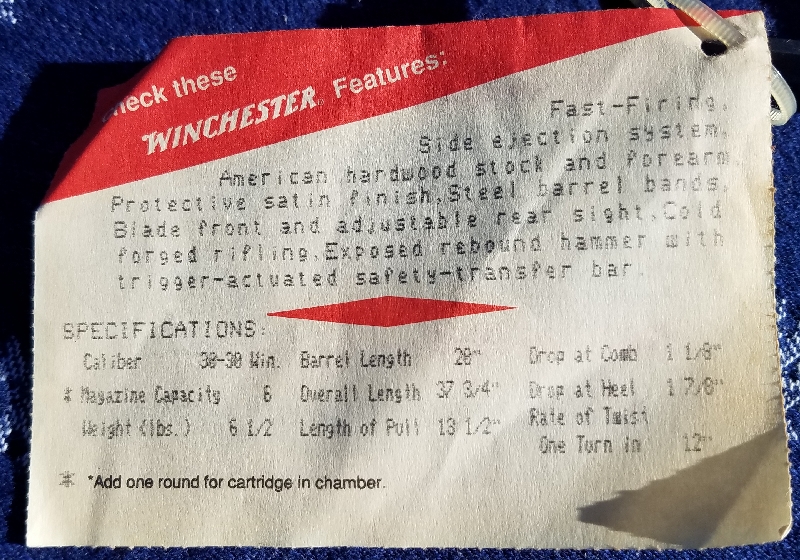 heck these
WINCHESTER Features:
Fast-Firing.
Side ejection system.
American hardwood stock and forearm.
Protective satin finish.Steel barrel bands.
Blade front and adjustable rear sight.Cold
forged rifling.Exposed rebound hammer with
trigger-actuated safety-transfer bar.
SPECIFICATIONS:
Caliber 30-30 Win. Barrel Length 20" Drop at Comb 1 1/8"
* Magazine Capacity 6 Overall Length 37 3/4" Drop at Heel 1 7/8"
Weight (lbs.) 6 1/2 Length of Pull 13 1/2" Rate of Twist
One Turn in 12"
* *Add one round for cartridge in chamber.